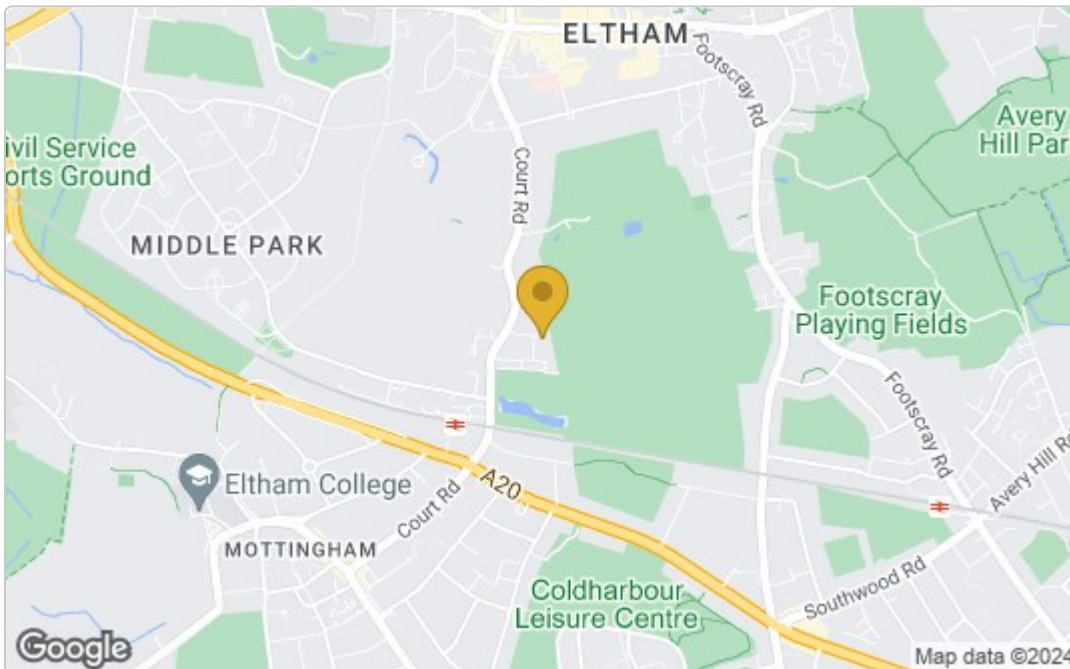 ELTHAM
Footscray Rd
Avery
Hill Par
ivil Service
orts Ground
Court Rd
MIDDLE PARK
Footscray
Playing Fields
Footscray Rd
Avery Hill Rd
Eltham College
A20
Court Rd
MOTTINGHAM
Coldharbour
Leisure Centre
Southwood Rd
Google
Map data ©2024